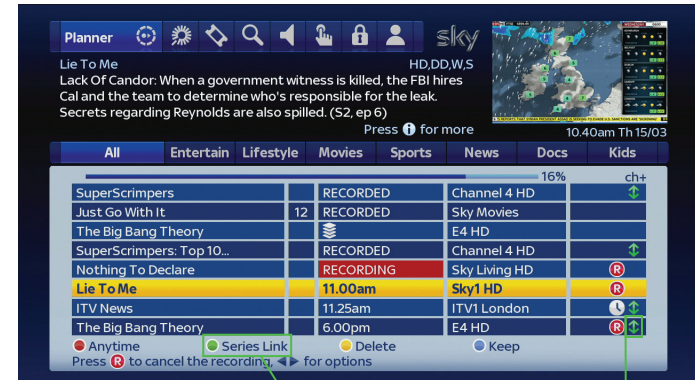 Planner
sky
Lie To Me HD,DD,W,S
Lack Of Candor: When a government witness is killed, the FBI hires
Cal and the team to determine who's responsible for the leak.
Secrets regarding Reynolds are also spilled. (S2, ep 6)
Press i for more
10.40am Th 15/03
All Entertain Lifestyle Movies Sports News Docs Kids
16% ch+
SuperScrimpers RECORDED Channel 4 HD
Just Go With It 12 RECORDED Sky Movies
The Big Bang Theory E4 HD
SuperScrimpers: Top 10... RECORDED Channel 4 HD
Nothing To Declare RECORDING Sky Living HD R
Lie To Me 11.00am Sky1 HD R
ITV News 11.25am ITV1 London
The Big Bang Theory 6.00pm E4 HD R
Anytime Series Link Delete Keep
Press R to cancel the recording, ◀▶ for options